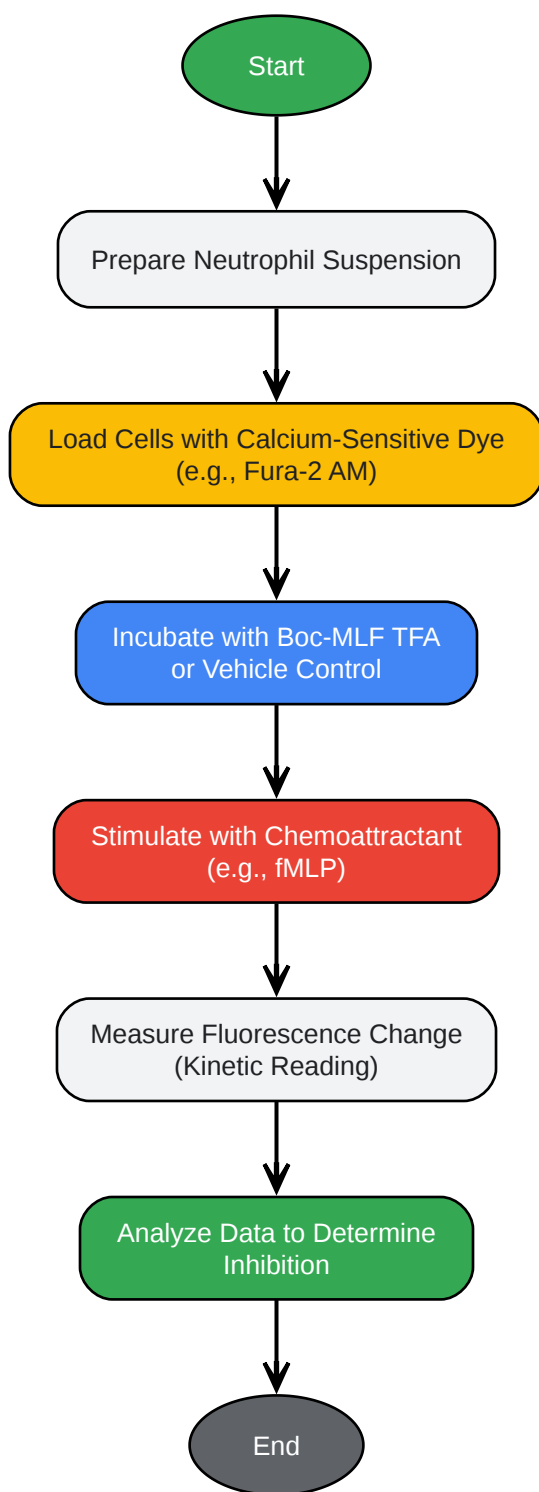 Start
Prepare Neutrophil Suspension
Load Cells with Calcium-Sensitive Dye
(e.g., Fura-2 AM)
Incubate with Boc-MLF TFA
or Vehicle Control
Stimulate with Chemoattractant
(e.g., fMLP)
Measure Fluorescence Change
(Kinetic Reading)
Analyze Data to Determine
Inhibition
End